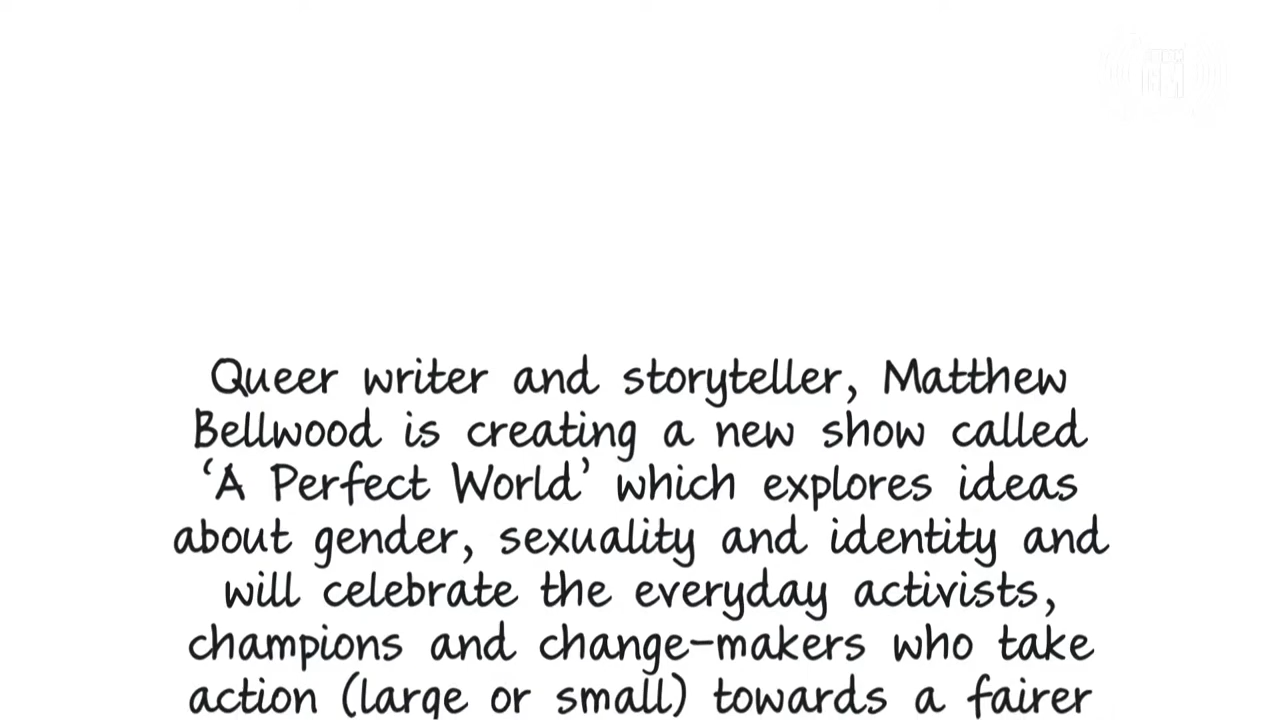 Queer writer and storyteller, Matthew
Bellwood is creating a new show called
‘A Perfect World’ which explores ideas
about gender, sexuality and identity and
will celebrate the everyday activists,
champions and change-makers who take
action (large or small) towards a fairer